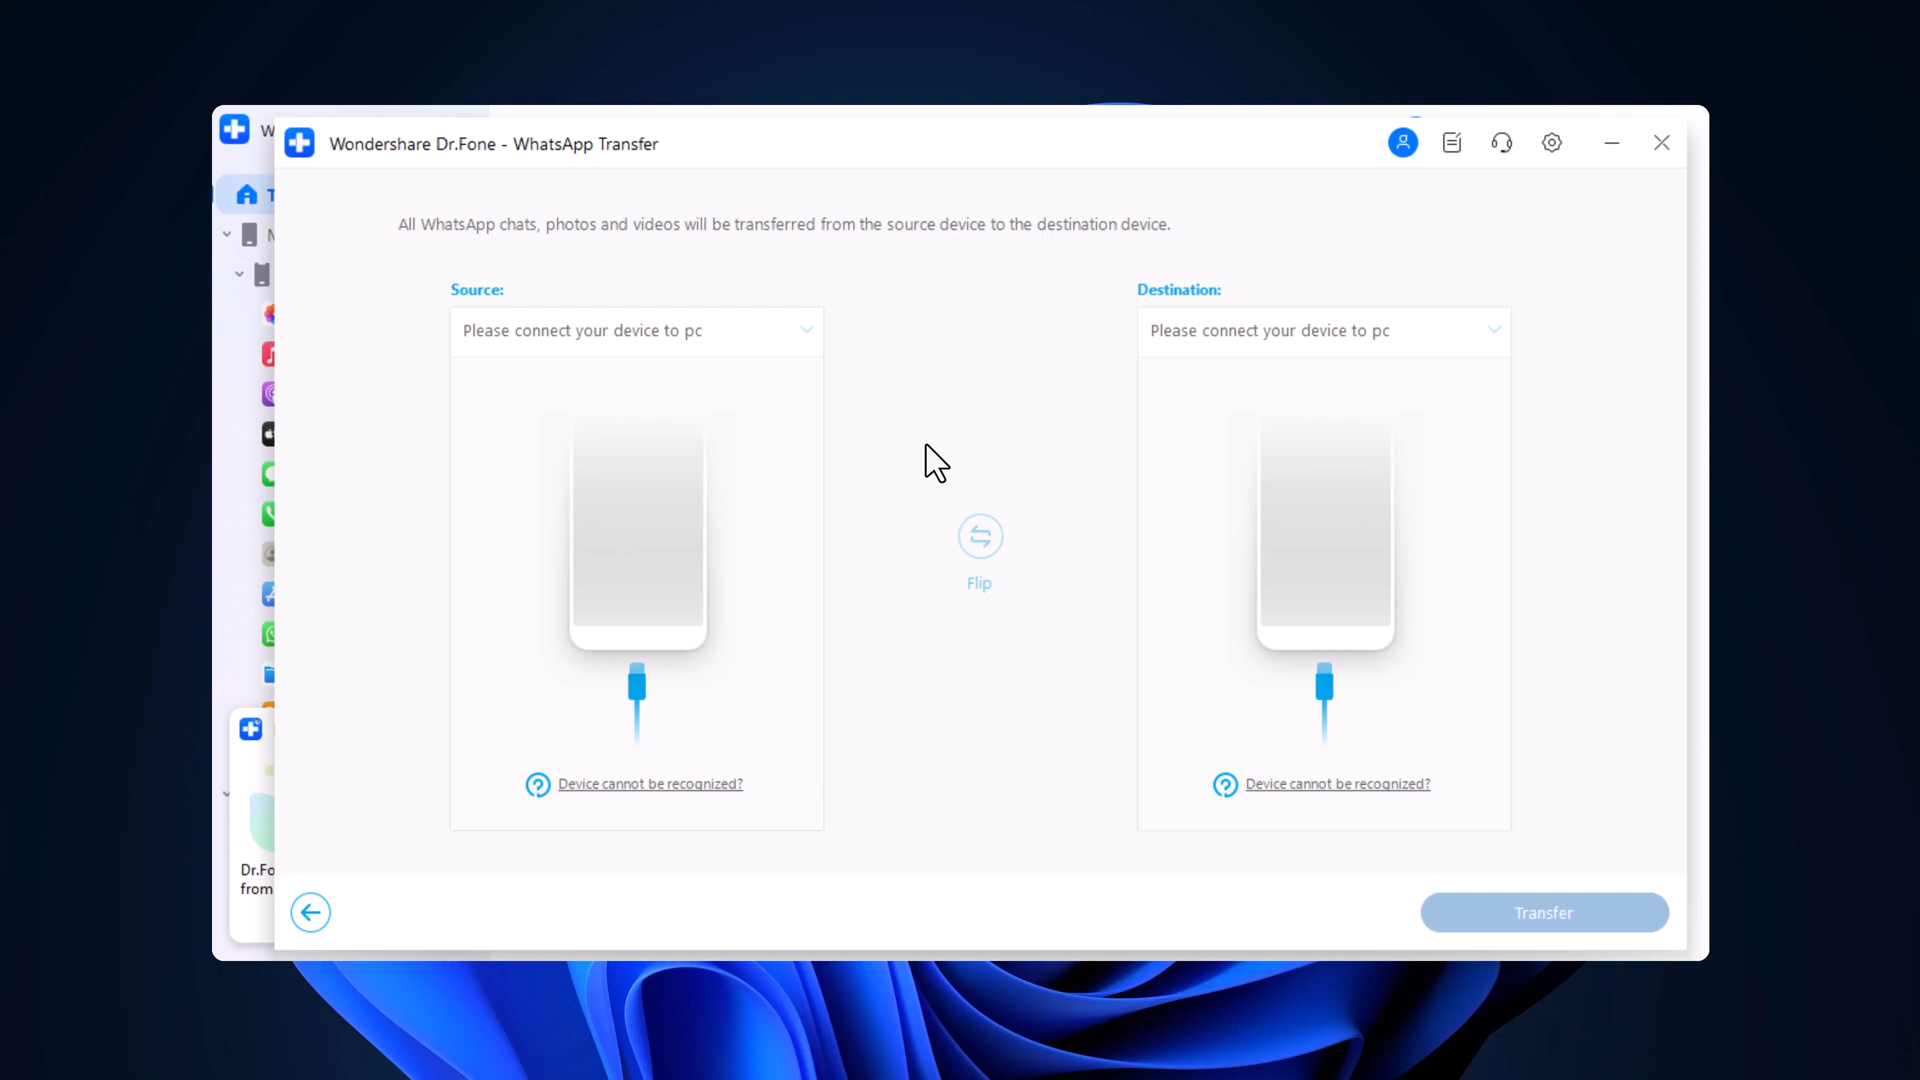 Wondershare Dr.Fone - WhatsApp Transfer
All WhatsApp chats, photos and videos will be transferred from the source device to the destination device.
Source:
Please connect your device to pc
Device cannot be recognized?
Flip
Destination:
Please connect your device to pc
Device cannot be recognized?
Dr.Fo
from
Transfer